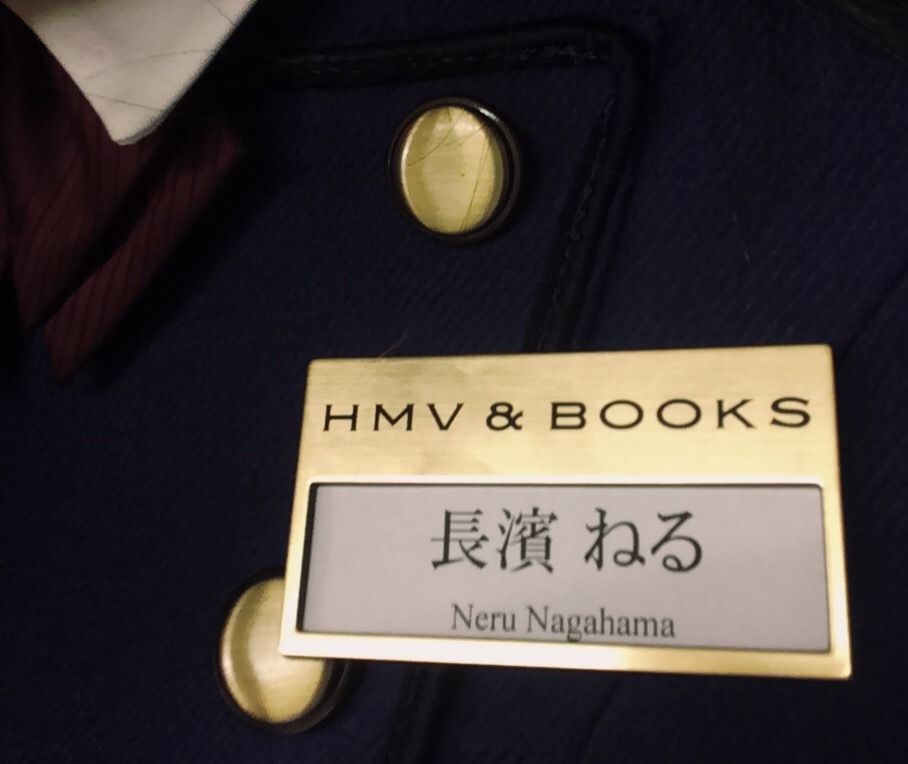 HMV & BOOKS
長濱 ねる
Neru Nagahama